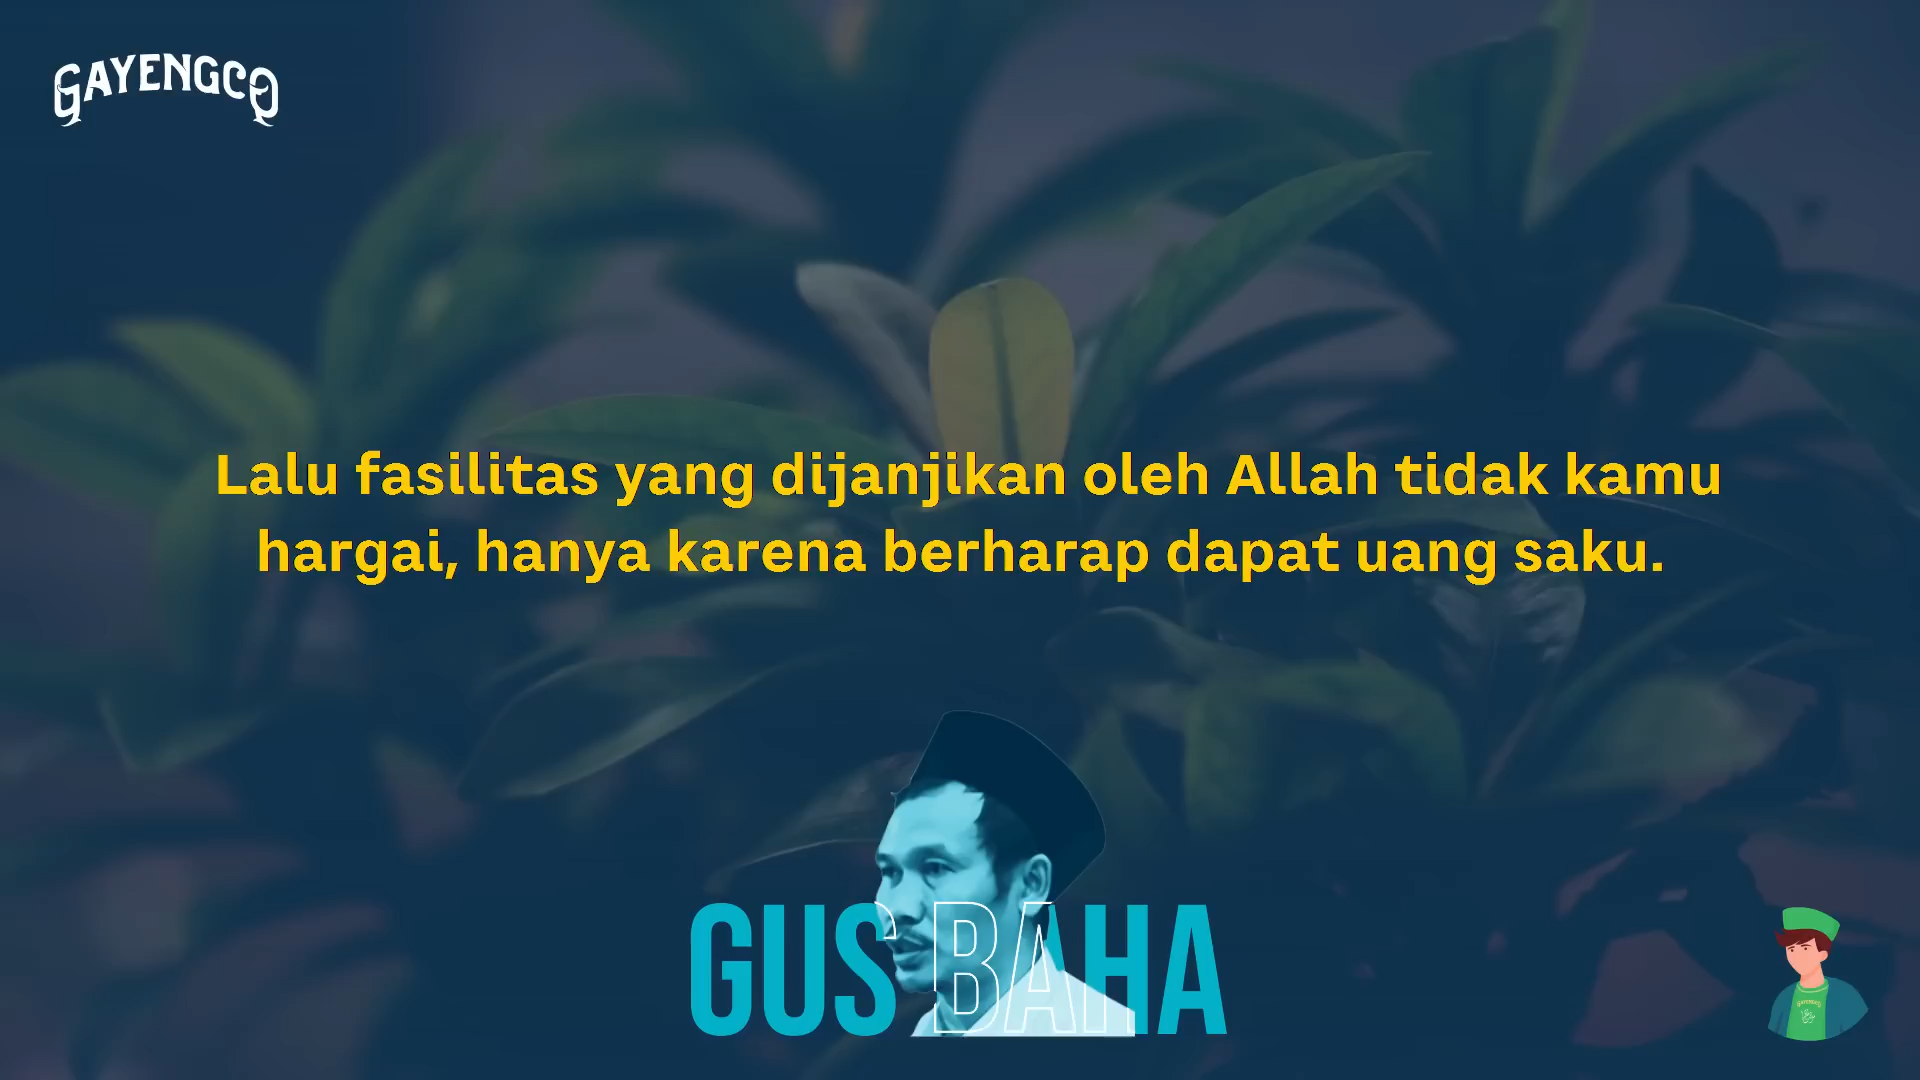 GAYENGCO
Lalu fasilitas yang dijanjikan oleh Allah tidak kamu
hargai, hanya karena berharap dapat uang saku.
GUS BAHA